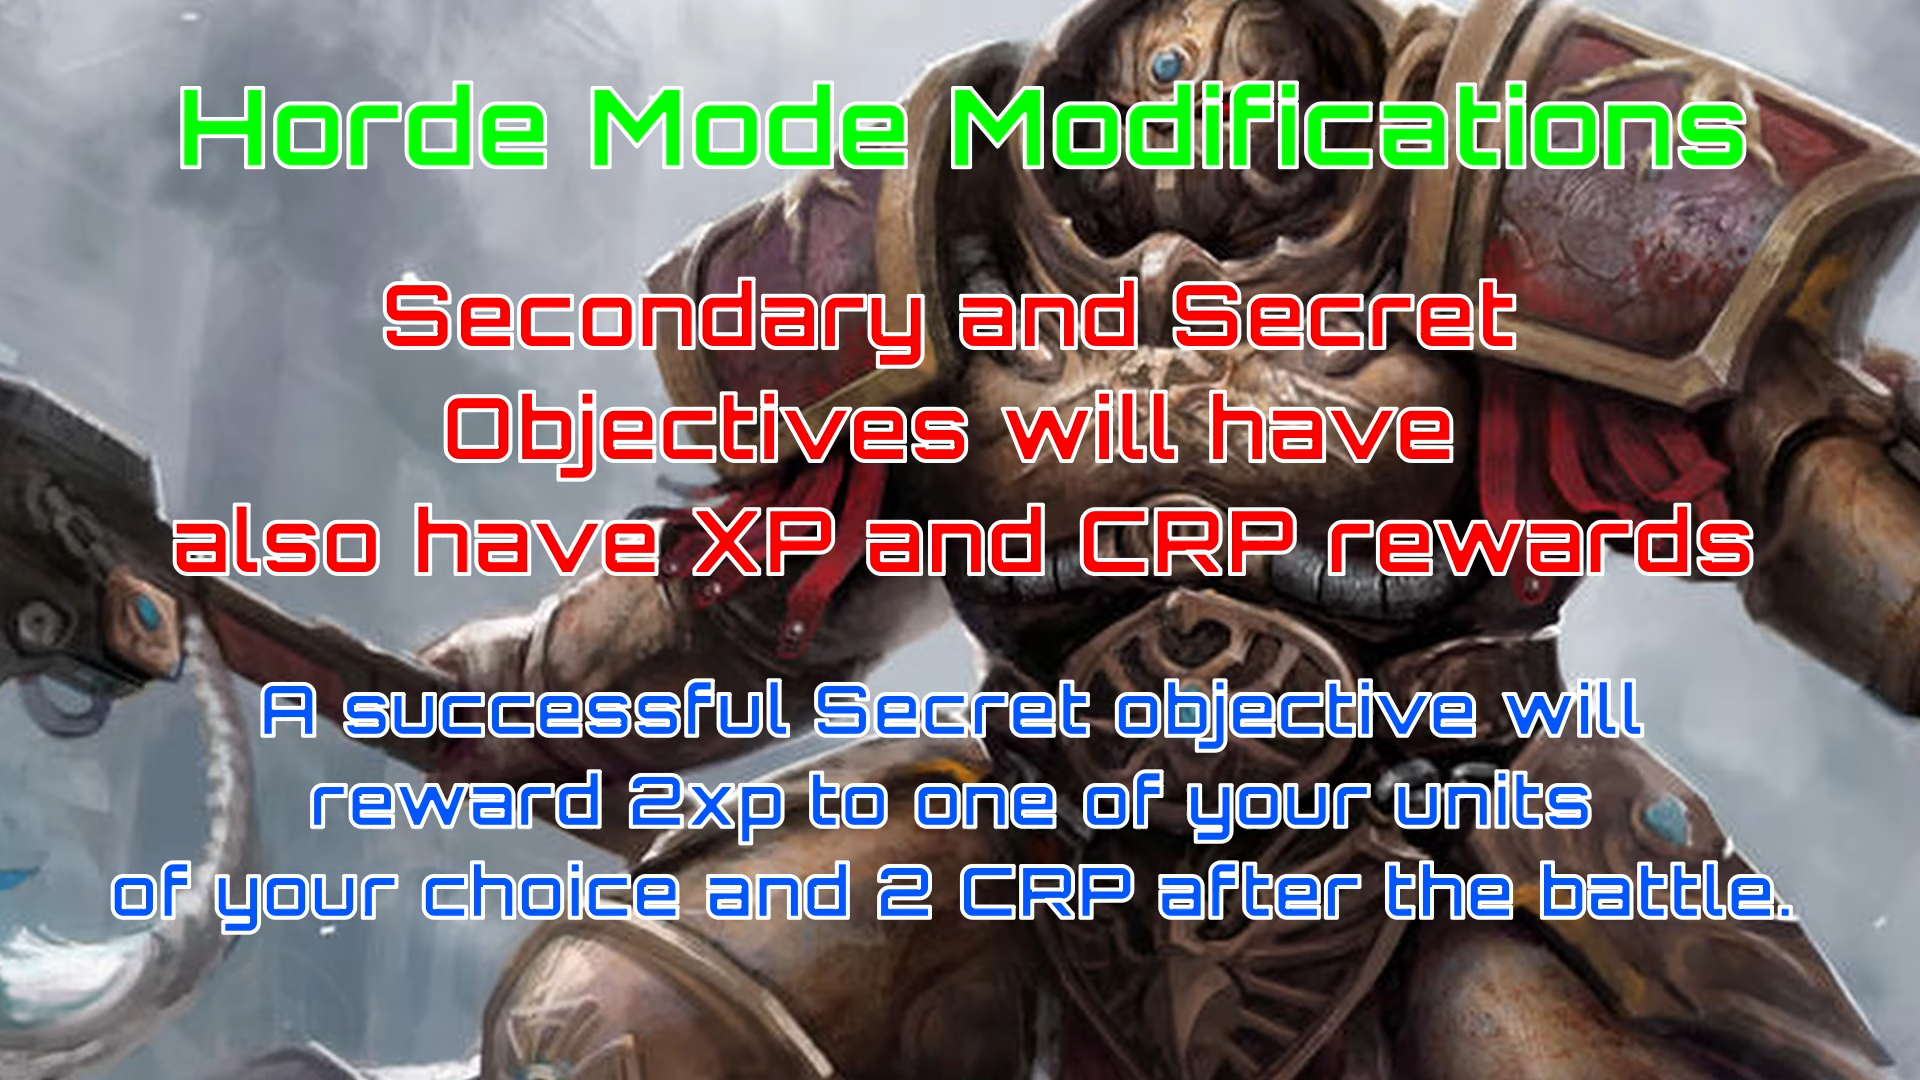 Horde Mode Modifications
Secondary and Secret
Objectives will have
also have XP and CRP rewards
A successful Secret objective will
reward 2xp to one of your units
of your choice and 2 CRP after the battle.